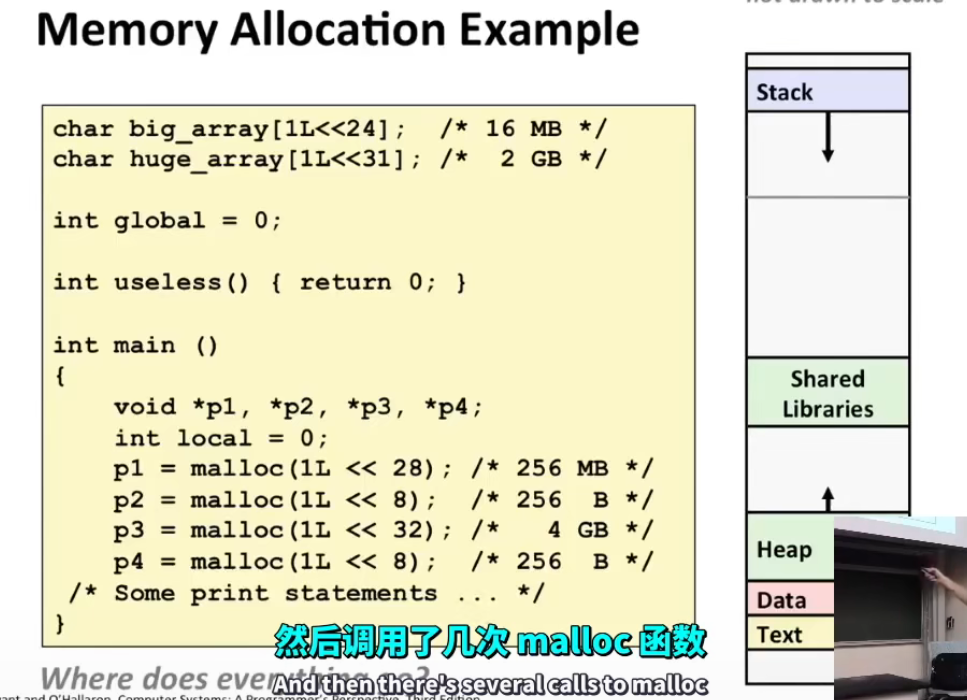 Memory Allocation Example
not drawn to scale
char big_array[1L<<24];  /* 16 MB */
char huge_array[1L<<31]; /*  2 GB */
int global = 0;
int useless() { return 0; }
int main ()
{
void *p1, *p2, *p3, *p4;
int local = 0;
p1 = malloc(1L << 28); /* 256 MB */
p2 = malloc(1L << 8);  /* 256  B */
p3 = malloc(1L << 32); /*   4 GB */
p4 = malloc(1L << 8);  /* 256  B */
/* Some print statements ... */
}
Stack
Shared
Libraries
Heap
Data
Text
然后调用了几次 malloc 函数
And then there's several calls to malloc
Where does
and O'Hallaron, Computer Systems: A Programmer's Perspective, Third Edition